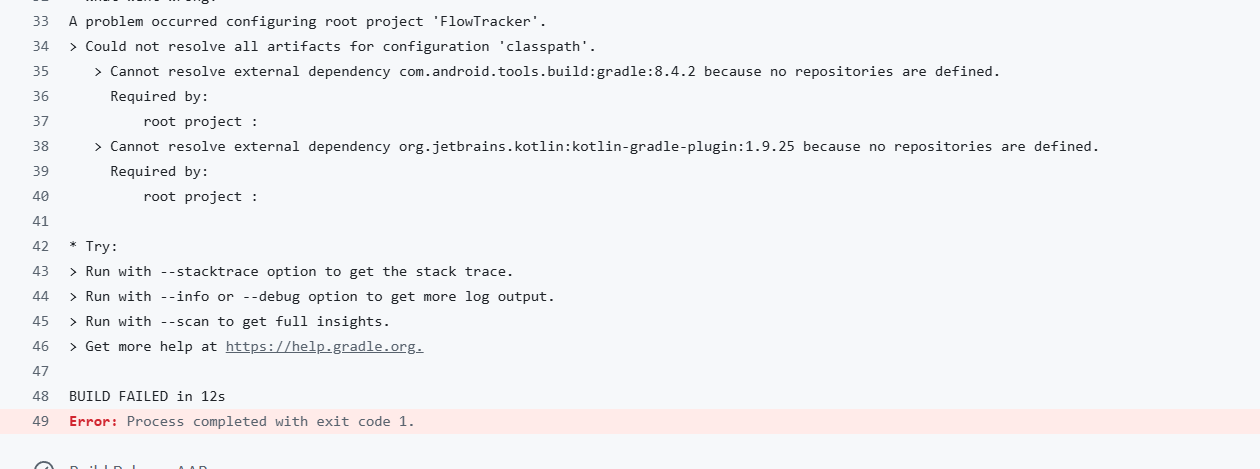 33 A problem occurred configuring root project 'FlowTracker'.
34 > Could not resolve all artifacts for configuration 'classpath'.
35 > Cannot resolve external dependency com.android.tools.build:gradle:8.4.2 because no repositories are defined.
36 Required by:
37 root project :
38 > Cannot resolve external dependency org.jetbrains.kotlin:kotlin-gradle-plugin:1.9.25 because no repositories are defined.
39 Required by:
40 root project :
41
42 * Try:
43 > Run with --stacktrace option to get the stack trace.
44 > Run with --info or --debug option to get more log output.
45 > Run with --scan to get full insights.
46 > Get more help at https://help.gradle.org.
47
48 BUILD FAILED in 12s
49 Error: Process completed with exit code 1.